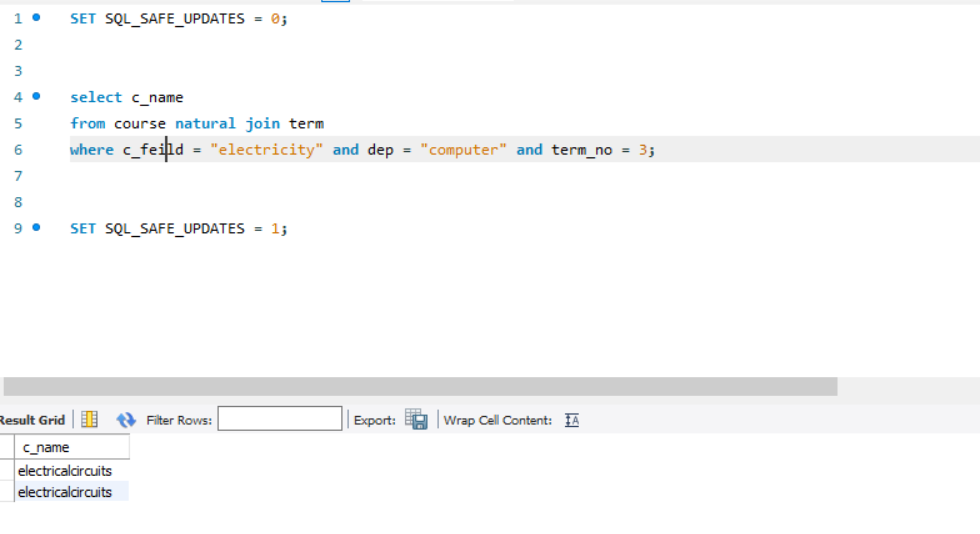 1 SET SQL_SAFE_UPDATES = 0;
2
3
4 select c_name
5 from course natural join term
6 where c_feild = "electricity" and dep = "computer" and term_no = 3;
7
8
9 SET SQL_SAFE_UPDATES = 1;
Result Grid Filter Rows: Export: Wrap Cell Content: IA
c_name
electricalcircuits
electricalcircuits